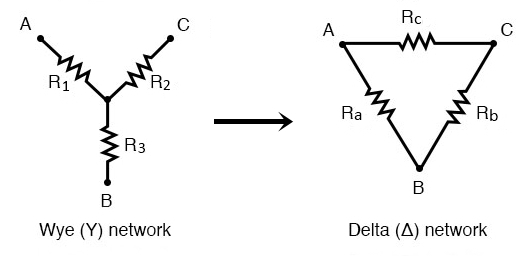 A
C
R1
R2
R3
B
Wye (Y) network
A
Rc
C
Ra
Rb
B
Delta (Δ) network